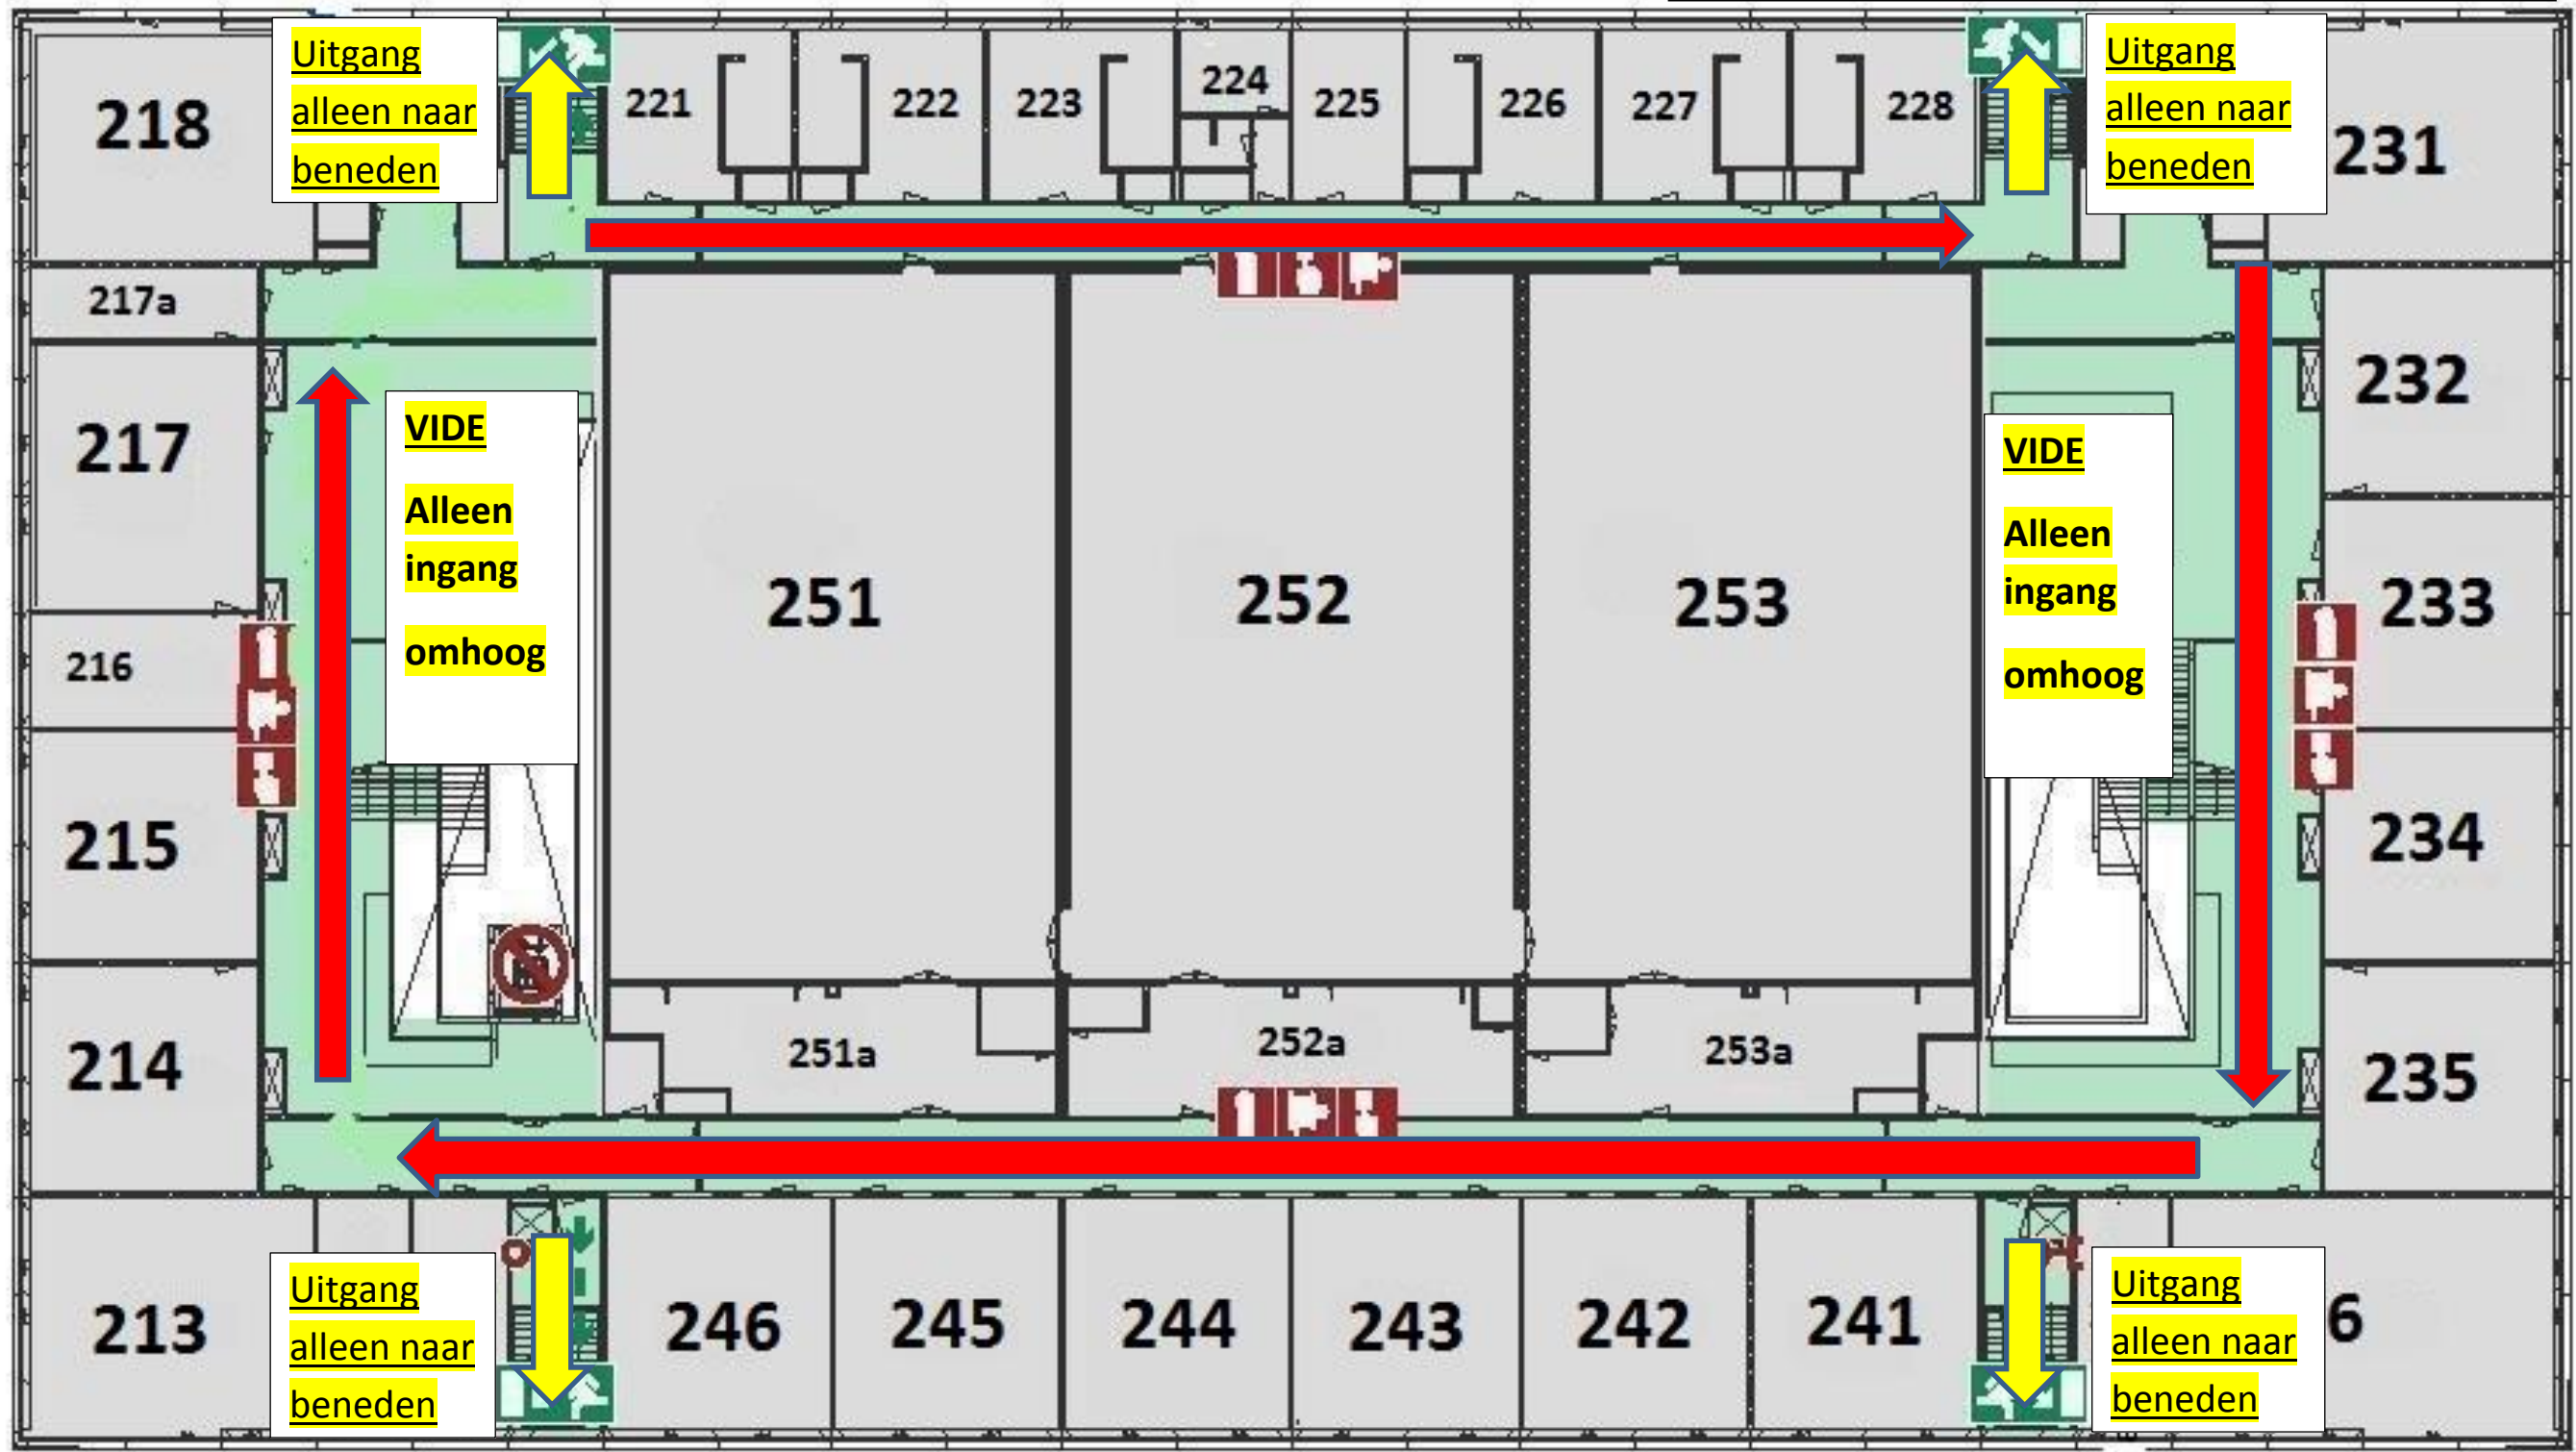 Uitgang
alleen naar
beneden
Uitgang
alleen naar
beneden
218
221
222
223
224
225
226
227
228
231
217a
217
VIDE
Alleen
ingang
omhoog
251
252
253
VIDE
Alleen
ingang
omhoog
232
233
216
215
234
214
251a
252a
253a
235
213
Uitgang
alleen naar
beneden
246
245
244
243
242
241
Uitgang
alleen naar
beneden
6